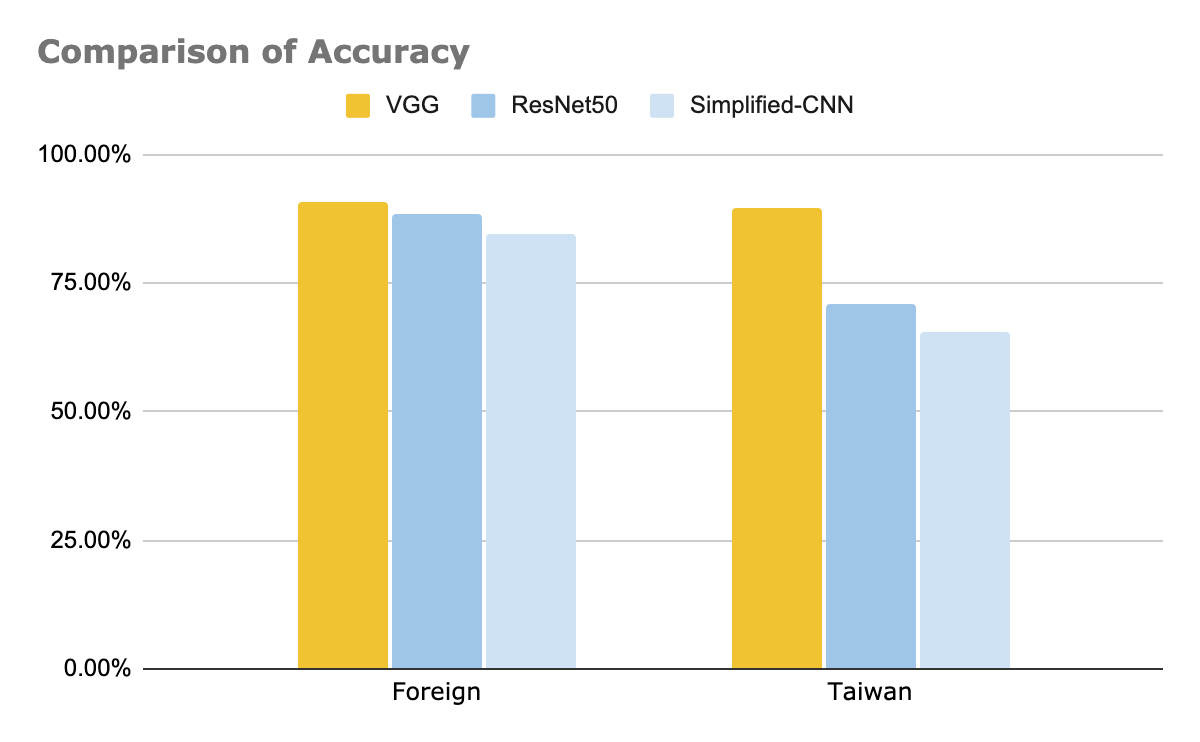 Comparison of Accuracy
VGG ResNet50 Simplified-CNN
100.00%
75.00%
50.00%
25.00%
0.00%
Foreign Taiwan